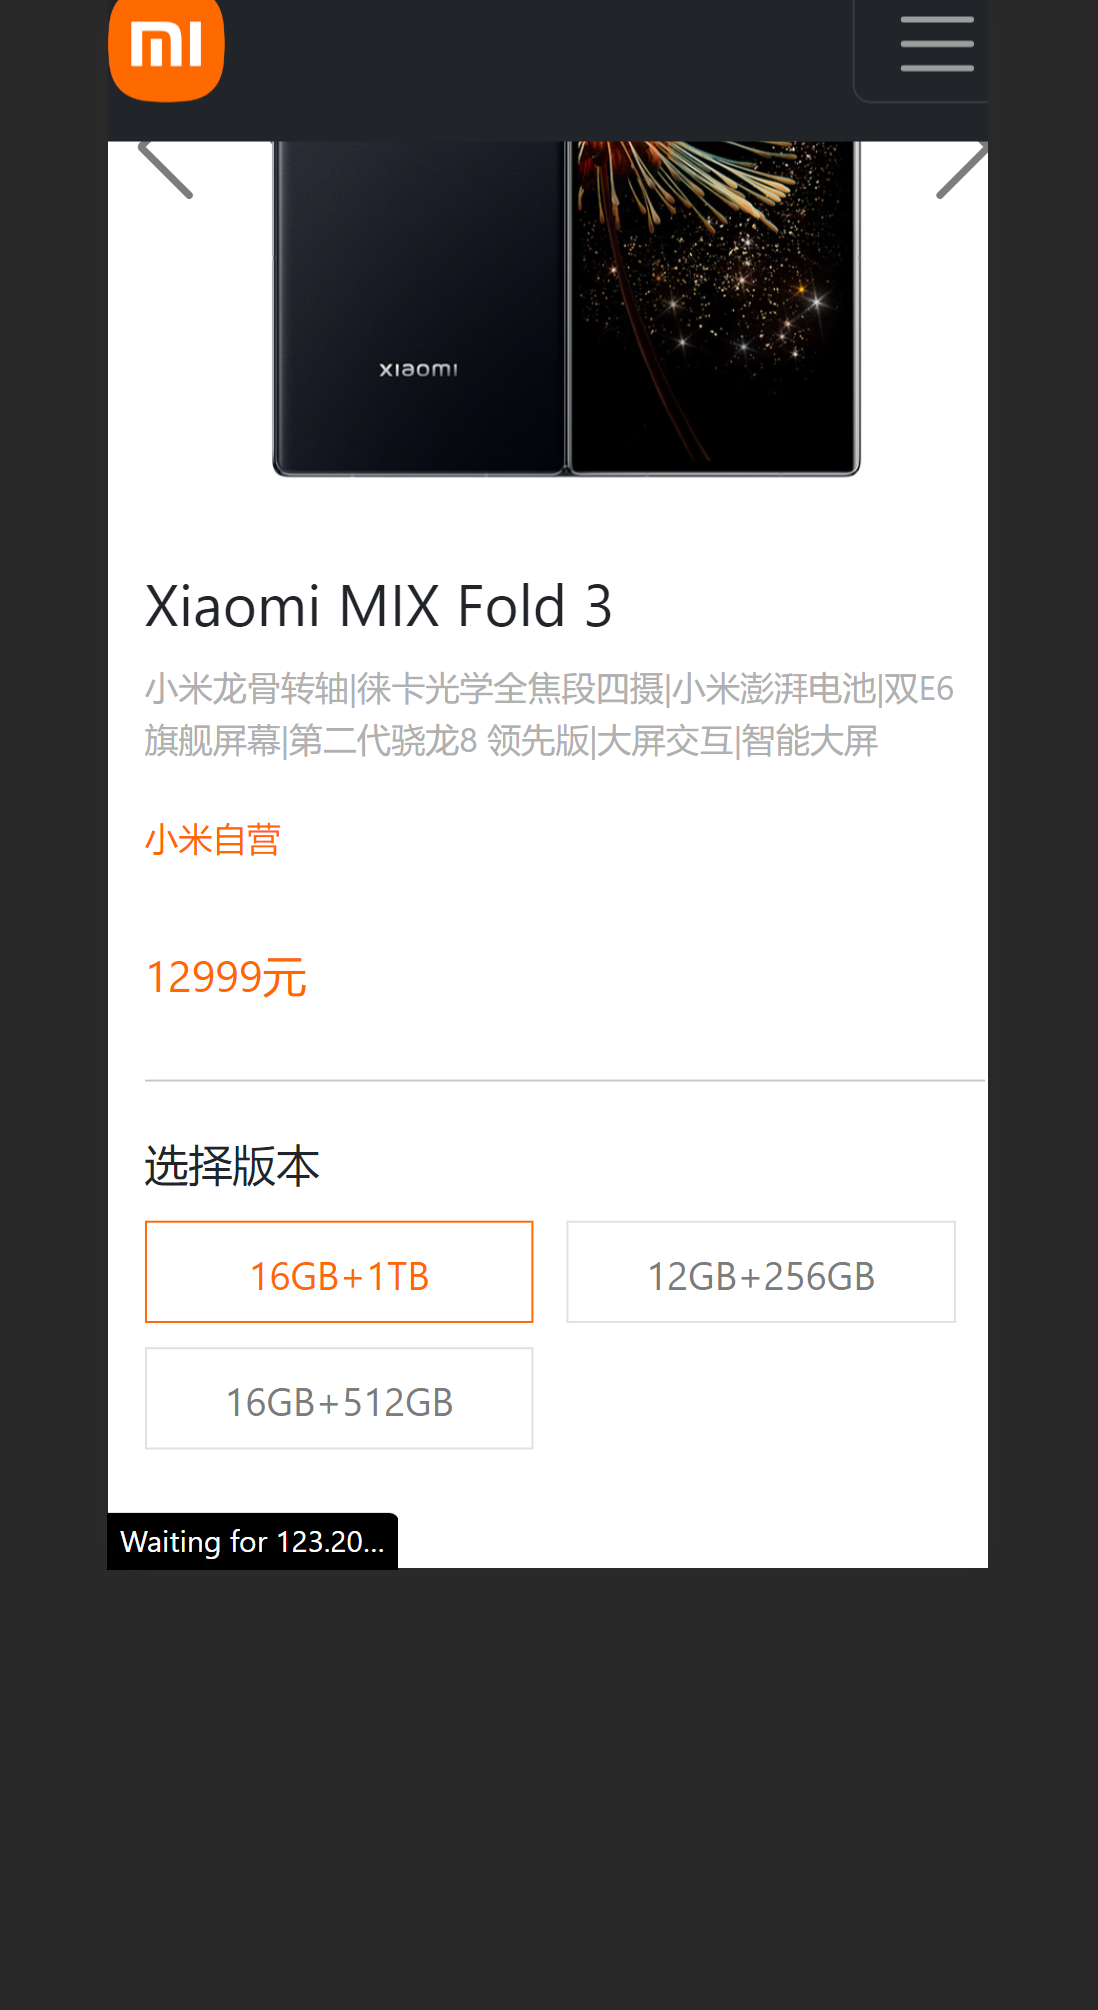 xiaomi
Xiaomi MIX Fold 3
小米龙骨转轴|徕卡光学全焦段四摄|小米澎湃电池|双E6
旗舰屏幕|第二代骁龙8 领先版|大屏交互|智能大屏
小米自营
12999元
选择版本
16GB+1TB
12GB+256GB
16GB+512GB
Waiting for 123.20...